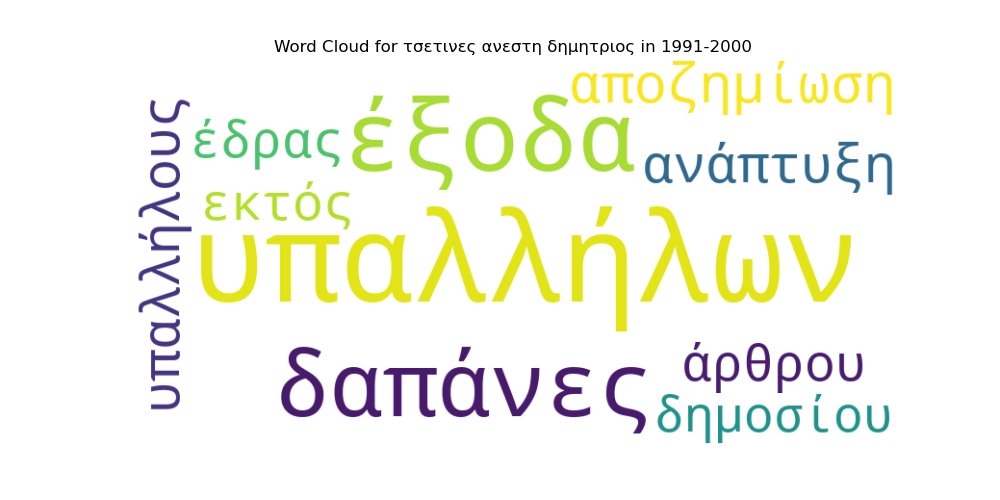 Word Cloud for τσετινες ανεστη δημητριος in 1991-2000
αποζημίωση
έξοδα
έδρας
ανάπτυξη
εκτός
υπαλλήλους
υπαλλήλων
δαπάνες
άρθρου
δημοσίου